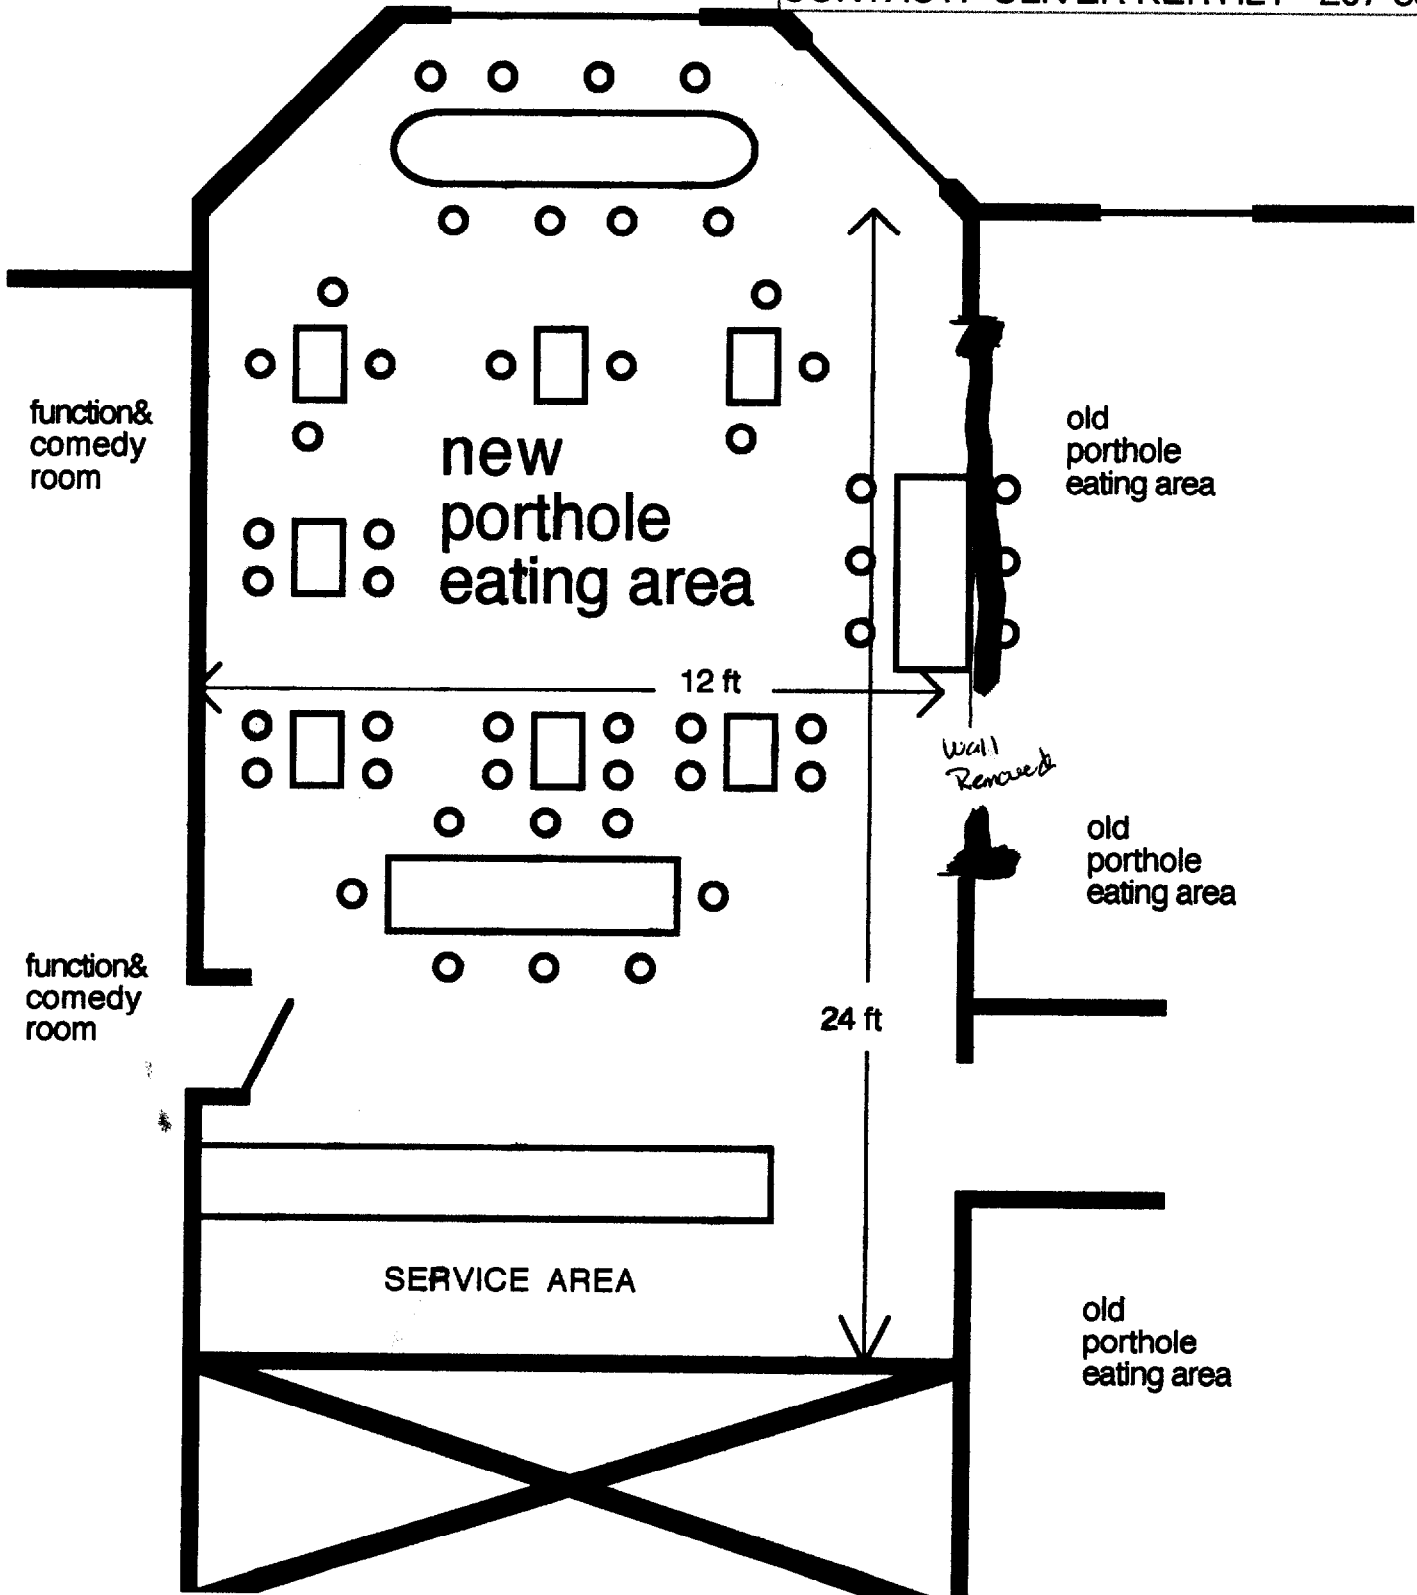 function&
comedy
room
new
porthole
eating area
old
porthole
eating area
12 ft
Wall
Removed
old
porthole
eating area
function&
comedy
room
24 ft
SERVICE AREA
old
porthole
eating area